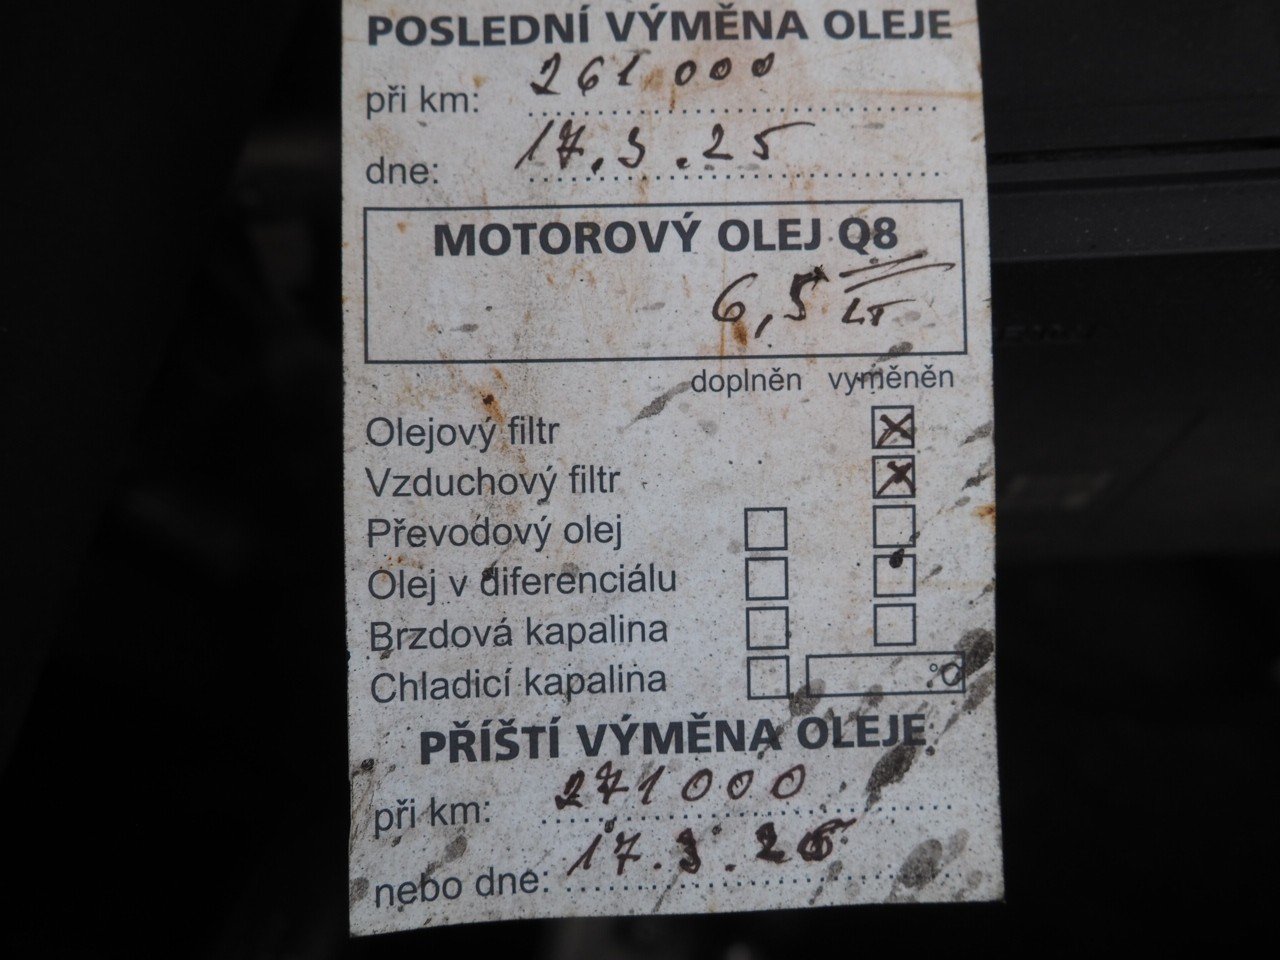 POSLEDNÍ VÝMĚNA OLEJE
při km: 261 000
dne: 17.3.25
MOTOROVÝ OLEJ Q8
6,5 LT
doplněn vyměněn
Olejový filtr
Vzduchový filtr
Převodový olej
Olej v diferenciálu
Brzdová kapalina
Chladicí kapalina °C
PŘÍŠTÍ VÝMĚNA OLEJE
při km: 271 000
nebo dne: 17.3.26